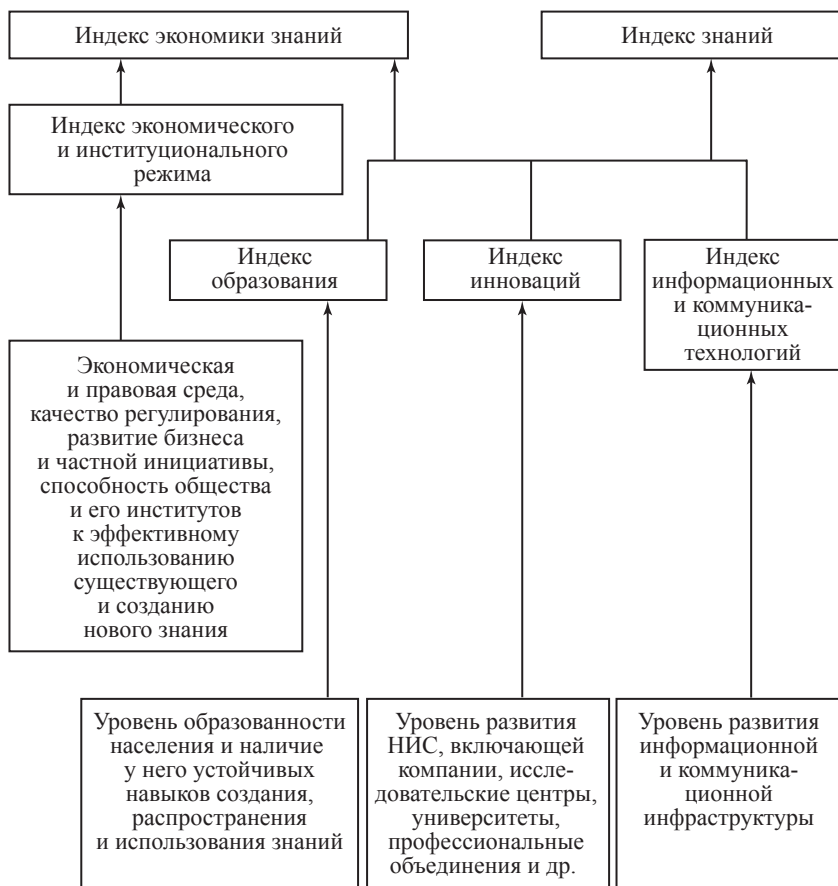 Индекс экономики знаний
Индекс знаний
Индекс экономического
и институционального
режима
Индекс
образования
Индекс
инноваций
Индекс
информационных
и коммуника-
ционных
технологий
Экономическая
и правовая среда,
качество регулирования,
развитие бизнеса
и частной инициативы,
способность общества
и его институтов
к эффективному
использованию
существующего
и созданию
нового знания
Уровень образованности
населения и наличие
у него устойчивых
навыков создания,
распространения
и использования знаний
Уровень развития
НИС, включающей
компании, иссле-
довательские центры,
университеты,
профессиональные
объединения и др.
Уровень развития
информационной
и коммуника-
ционной
инфраструктуры